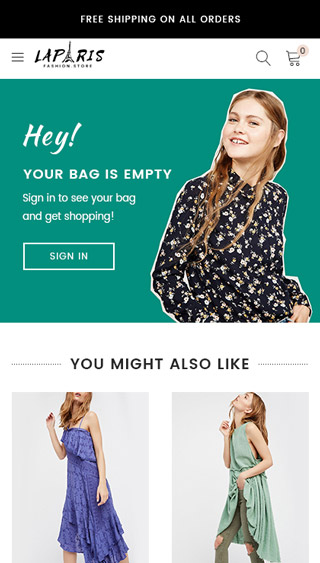 FREE SHIPPING ON ALL ORDERS
LAPARIS
FASHION.STORE
0
Hey!
YOUR BAG IS EMPTY
Sign in to see your bag
and get shopping!
SIGN IN
YOU MIGHT ALSO LIKE